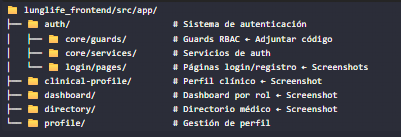 lunglife_frontend/src/app/
├── auth/ # Sistema de autenticación
│ ├── core/guards/ # Guards RBAC ← Adjuntar código
│ ├── core/services/ # Servicios de auth
│ └── login/pages/ # Páginas login/registro ← Screenshots
├── clinical-profile/ # Perfil clínico ← Screenshot
├── dashboard/ # Dashboard por rol ← Screenshot
├── directory/ # Directorio médico ← Screenshot
└── profile/ # Gestión de perfil